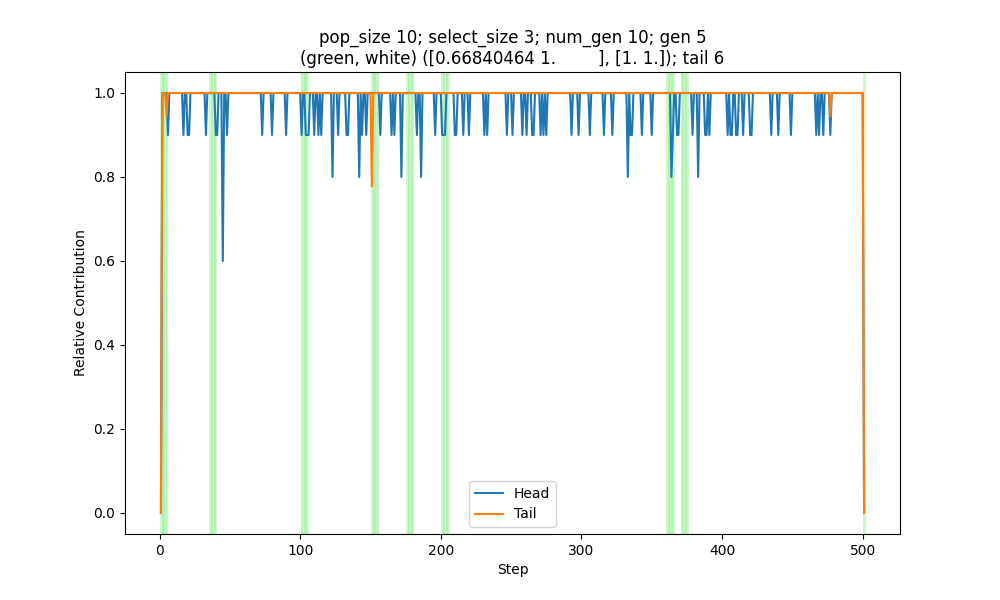 pop_size 10; select_size 3; num_gen 10; gen 5
(green, white) ([0.66840464 1.        ], [1. 1.]); tail 6
1.0
0.8
0.6
0.4
0.2
0.0
Relative Contribution
Head
Tail
0 100 200 300 400 500
Step